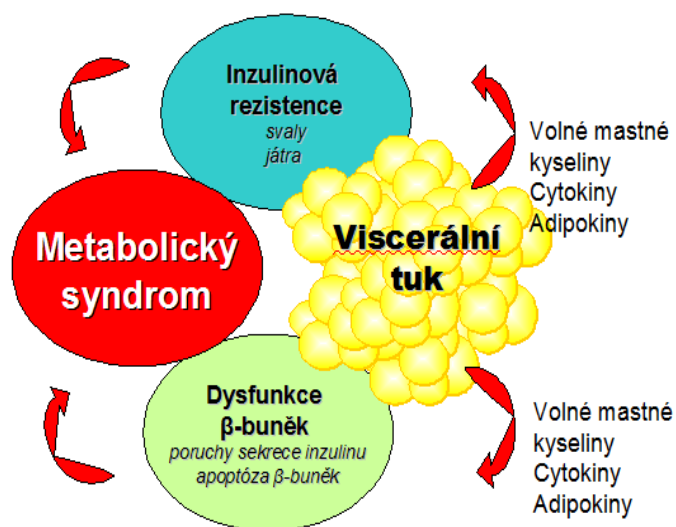 Inzulinová
rezistence
svaly
játra
Volné mastné
kyseliny
Cytokiny
Adipokiny
Viscerální
tuk
Metabolický
syndrom
Dysfunkce
β-buněk
poruchy sekrece inzulinu
apoptóza β-buněk
Volné mastné
kyseliny
Cytokiny
Adipokiny